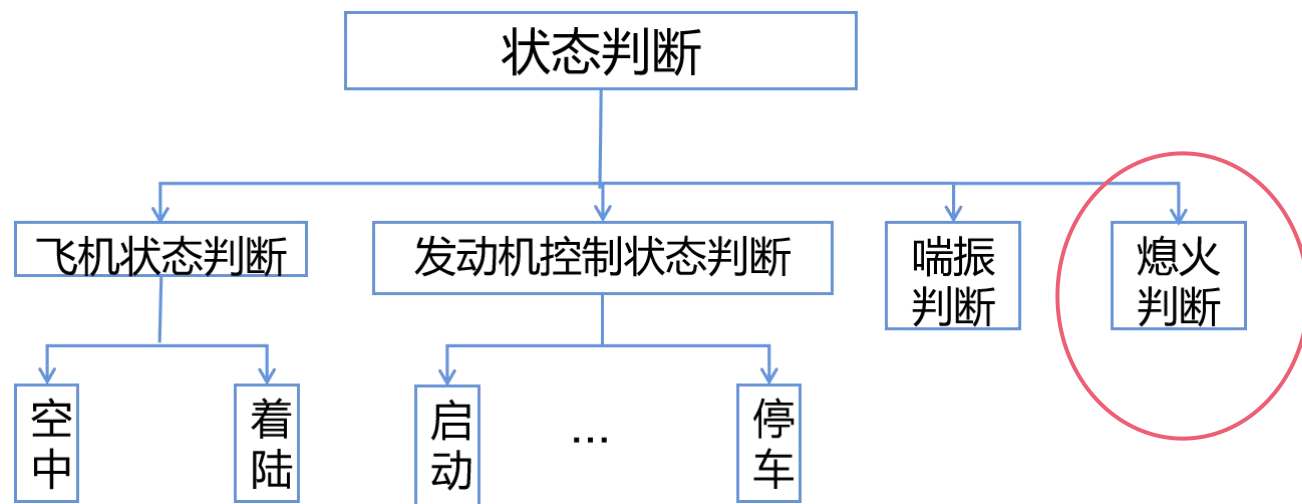 状态判断
飞机状态判断
发动机控制状态判断
喘振
判断
熄火
判断
空
中
着
陆
启
动
...
停
车